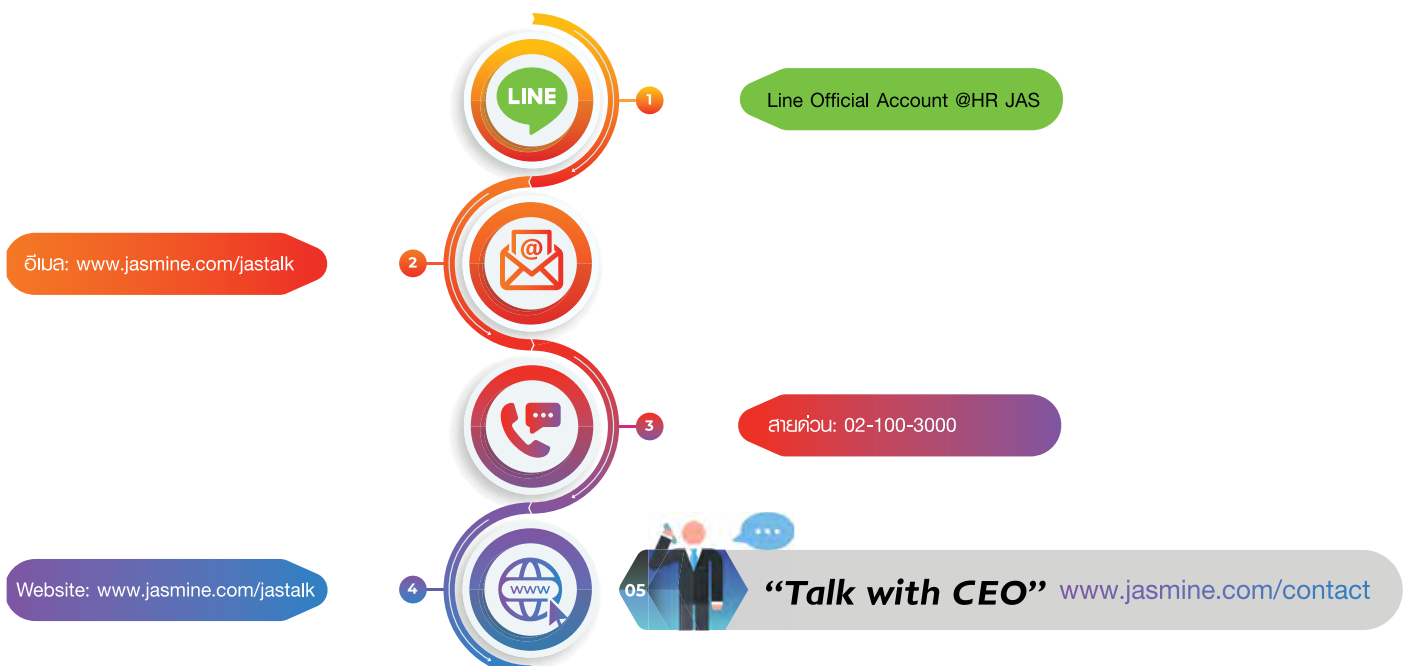 LINE
1
Line Official Account @HR JAS
อีเมล: www.jasmine.com/jastalk
2
@
3
สายด่วน: 02-100-3000
Website: www.jasmine.com/jastalk
4
www
05
“Talk with CEO” www.jasmine.com/contact